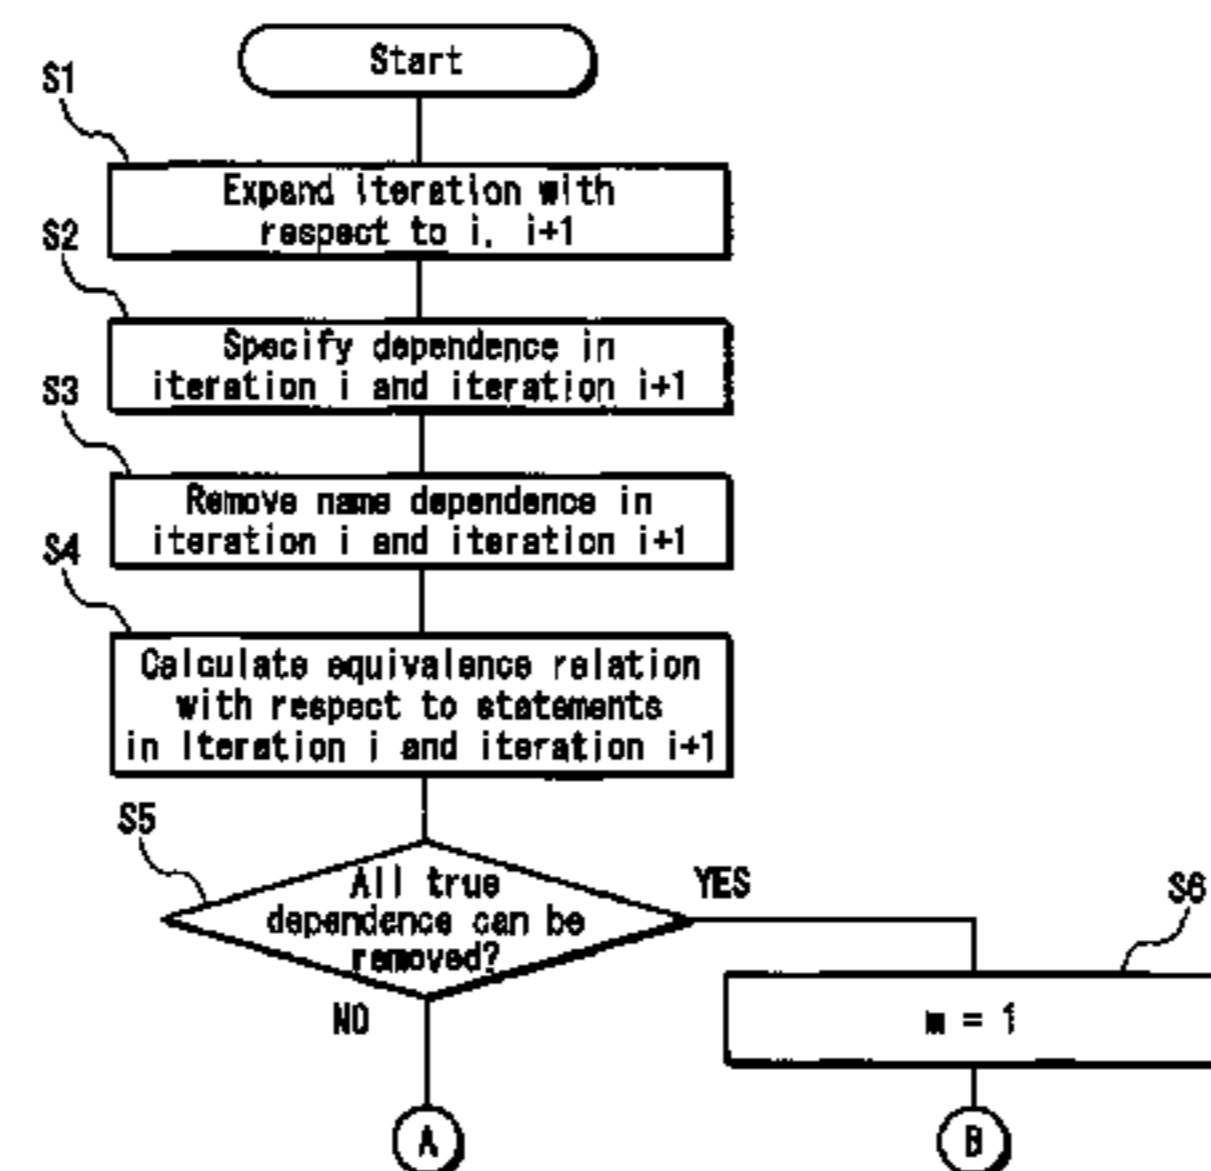 Start
S1
Expand iteration with
respect to i, i+1
S2
Specify dependence in
iteration i and iteration i+1
S3
Remove name dependence in
iteration i and iteration i+1
S4
Calculate equivalence relation
with respect to statements
in iteration i and iteration i+1
S5
All true
dependence can be
removed?
YES
NO
S6
m = 1
A
B